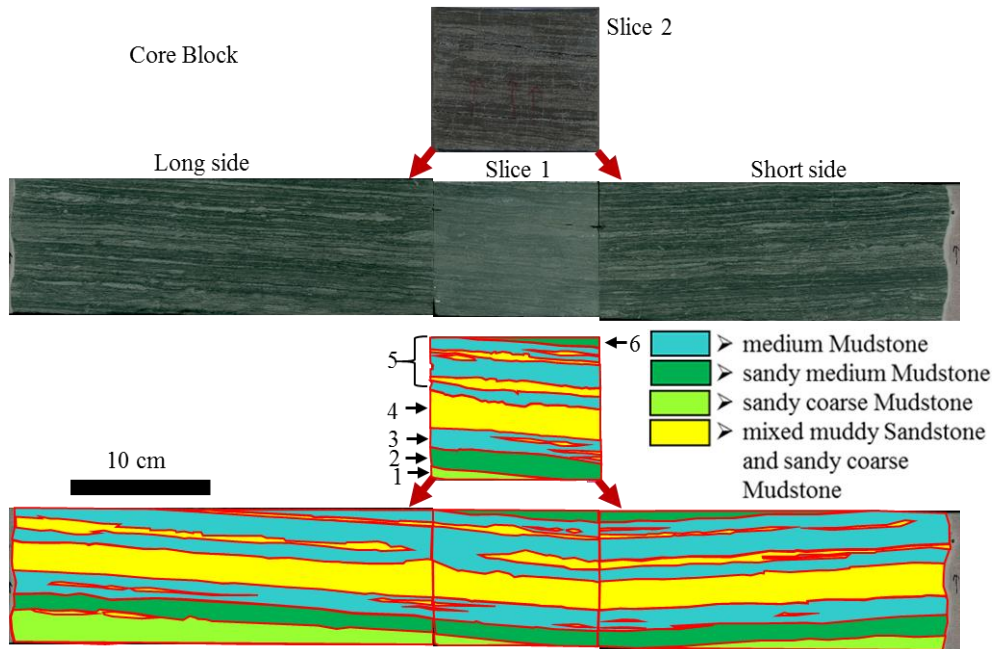 Slice 2
Core Block
Long side
Slice 1
Short side
5
6
4
3
2
1
➢ medium Mudstone
➢ sandy medium Mudstone
➢ sandy coarse Mudstone
➢ mixed muddy Sandstone
and sandy coarse
Mudstone
10 cm